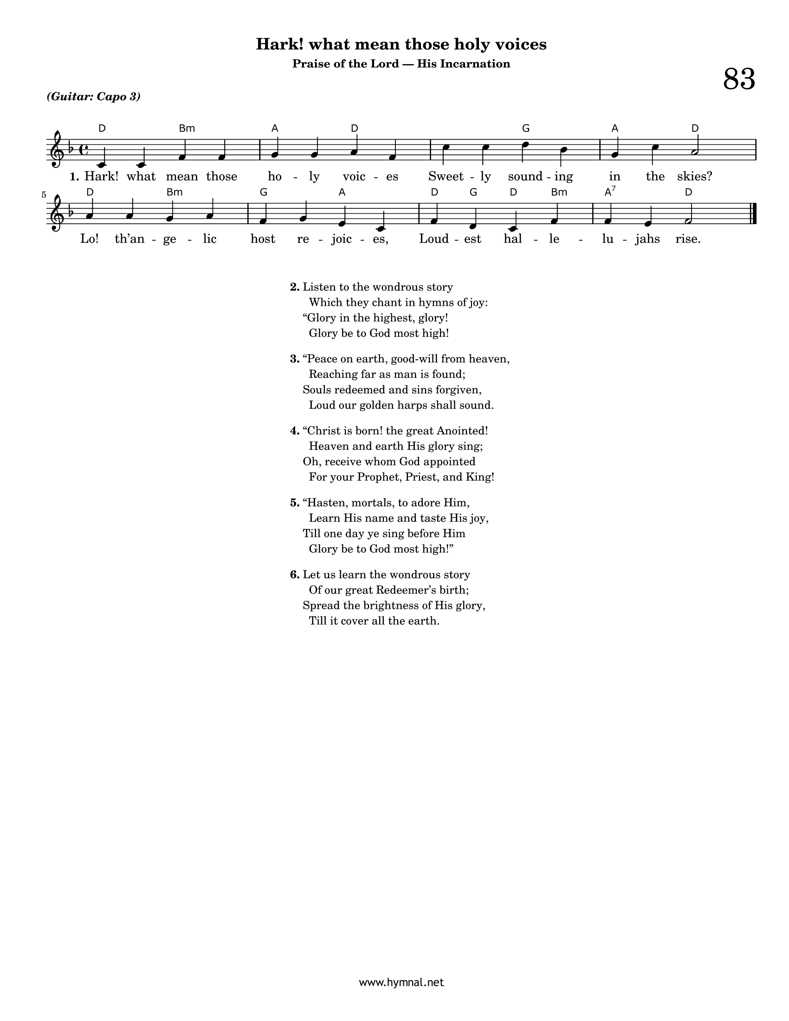 Hark! what mean those holy voices
Praise of the Lord — His Incarnation
83
(Guitar: Capo 3)
D Bm A D G A D
1. Hark! what mean those ho - ly voic - es Sweet - ly sound - ing in the skies?
5 D Bm G A D G D Bm A7 D
Lo! th'an - ge - lic host re - joic - es, Loud - est hal - le - lu - jahs rise.
2. Listen to the wondrous story
Which they chant in hymns of joy:
“Glory in the highest, glory!
Glory be to God most high!
3. “Peace on earth, good-will from heaven,
Reaching far as man is found;
Souls redeemed and sins forgiven,
Loud our golden harps shall sound.
4. “Christ is born! the great Anointed!
Heaven and earth His glory sing;
Oh, receive whom God appointed
For your Prophet, Priest, and King!
5. “Hasten, mortals, to adore Him,
Learn His name and taste His joy,
Till one day ye sing before Him
Glory be to God most high!”
6. Let us learn the wondrous story
Of our great Redeemer’s birth;
Spread the brightness of His glory,
Till it cover all the earth.
www.hymnal.net